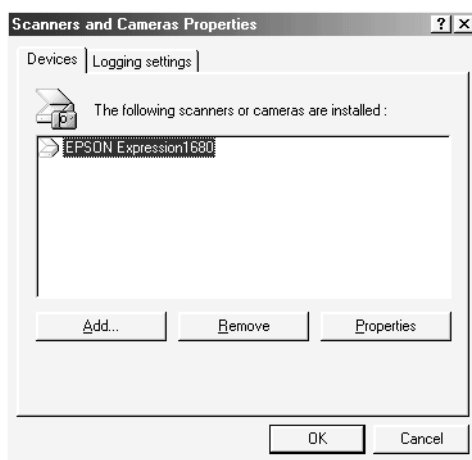 Scanners and Cameras Properties
Devices
Logging settings
The following scanners or cameras are installed :
EPSON Expression1680
Add...
Remove
Properties
OK
Cancel